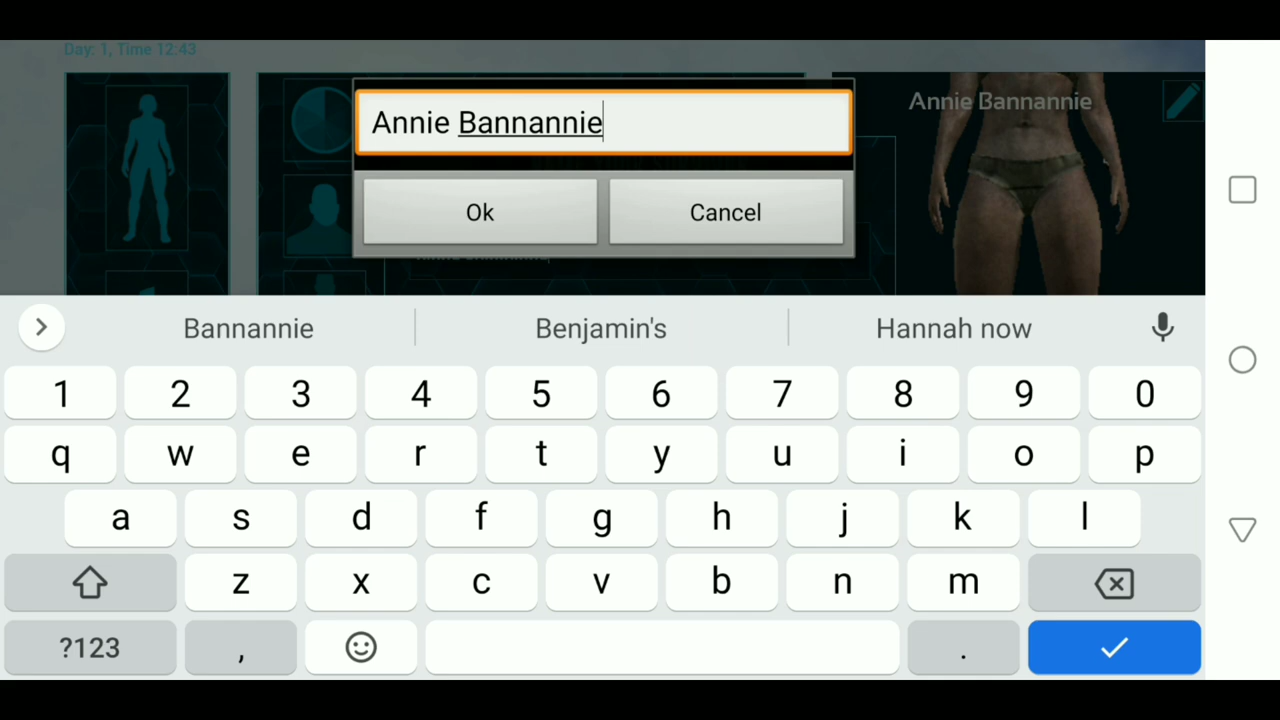 Day: 1, Time 12:43
Annie Bannannie
Annie Bannannie
Ok Cancel
Bannannie Benjamin's Hannah now
1 2 3 4 5 6 7 8 9 0
q w e r t y u i o p
a s d f g h j k l
z x c v b n m
?123 , .